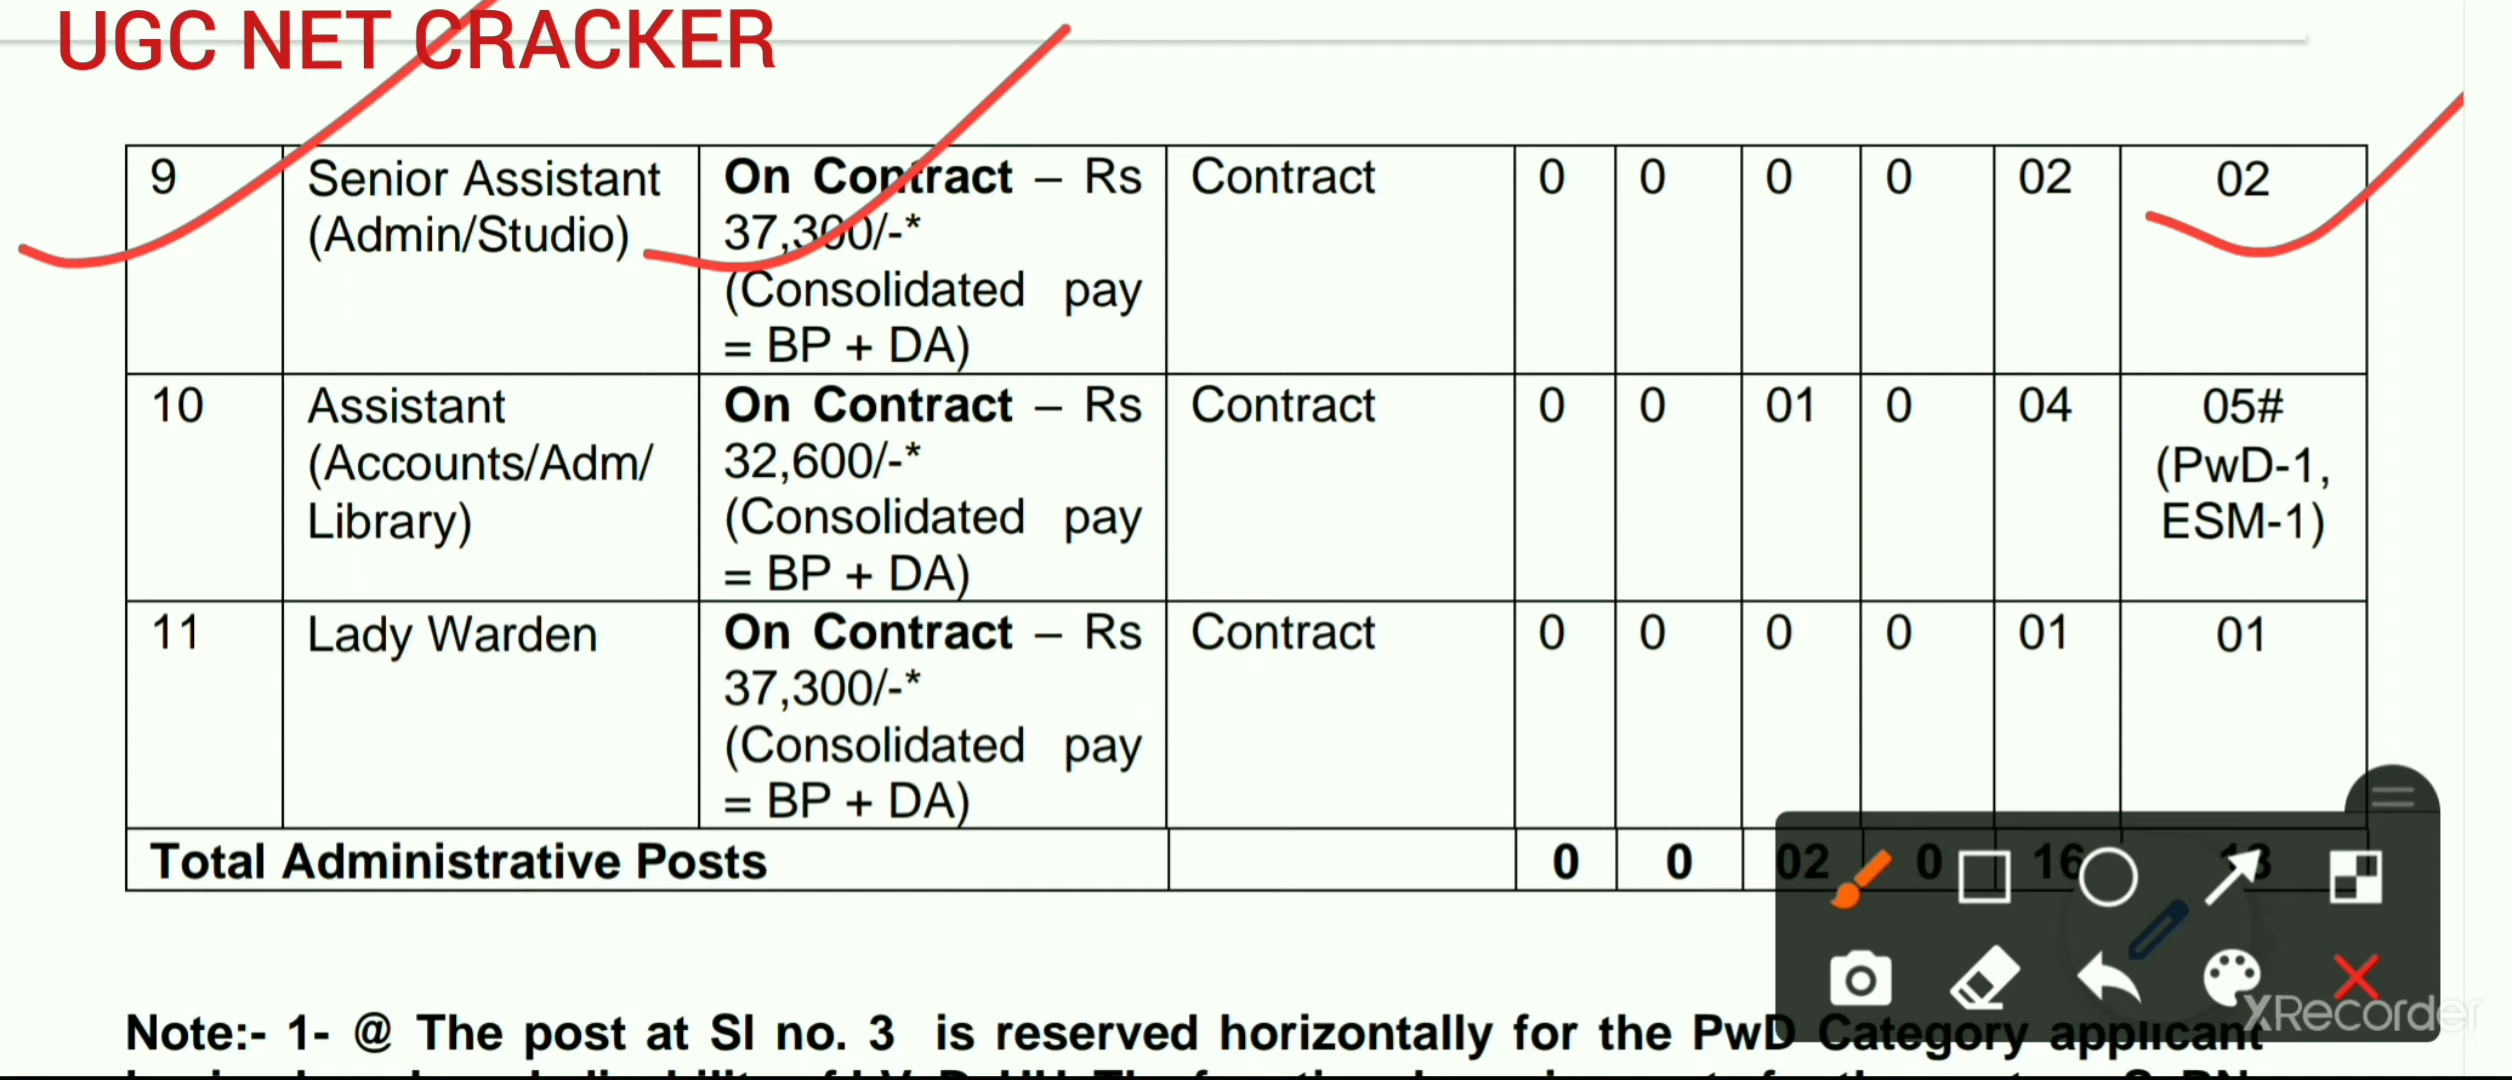 UGC NET CRACKER
9 Senior Assistant (Admin/Studio) On Contract – Rs 37,300/-* (Consolidated pay = BP + DA) Contract 0 0 0 0 02 02
10 Assistant (Accounts/Adm/ Library) On Contract – Rs 32,600/-* (Consolidated pay = BP + DA) Contract 0 0 01 0 04 05# (PwD-1, ESM-1)
11 Lady Warden On Contract – Rs 37,300/-* (Consolidated pay = BP + DA) Contract 0 0 0 0 01 01
Total Administrative Posts 0 0 02 0 16
Note:- 1- @ The post at Sl no. 3 is reserved horizontally for the PwD Category applicant
XRecorder